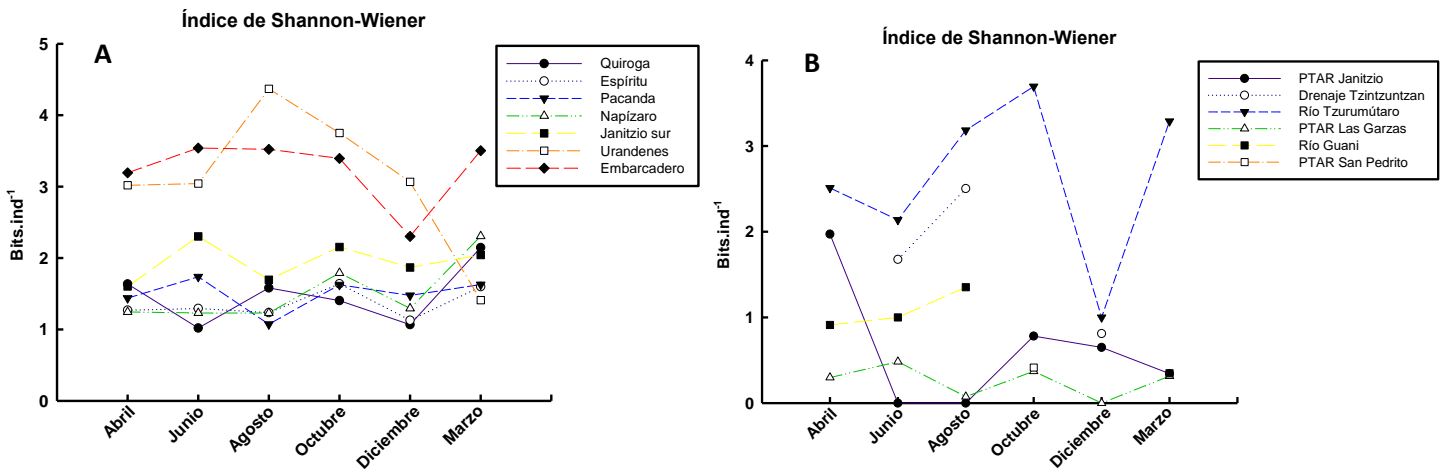 Índice de Shannon-Wiener
A
Bits.ind-1
5
4
3
2
1
0
Abril
Junio
Agosto
Octubre
Diciembre
Marzo
Quiroga
Espíritu
Pacanda
Napízaro
Janitzio sur
Urandenes
Embarcadero
Índice de Shannon-Wiener
B
Bits.ind-1
4
3
2
1
0
Abril
Junio
Agosto
Octubre
Diciembre
Marzo
PTAR Janitzio
Drenaje Tzintzuntzan
Río Tzurumútaro
PTAR Las Garzas
Río Guani
PTAR San Pedrito